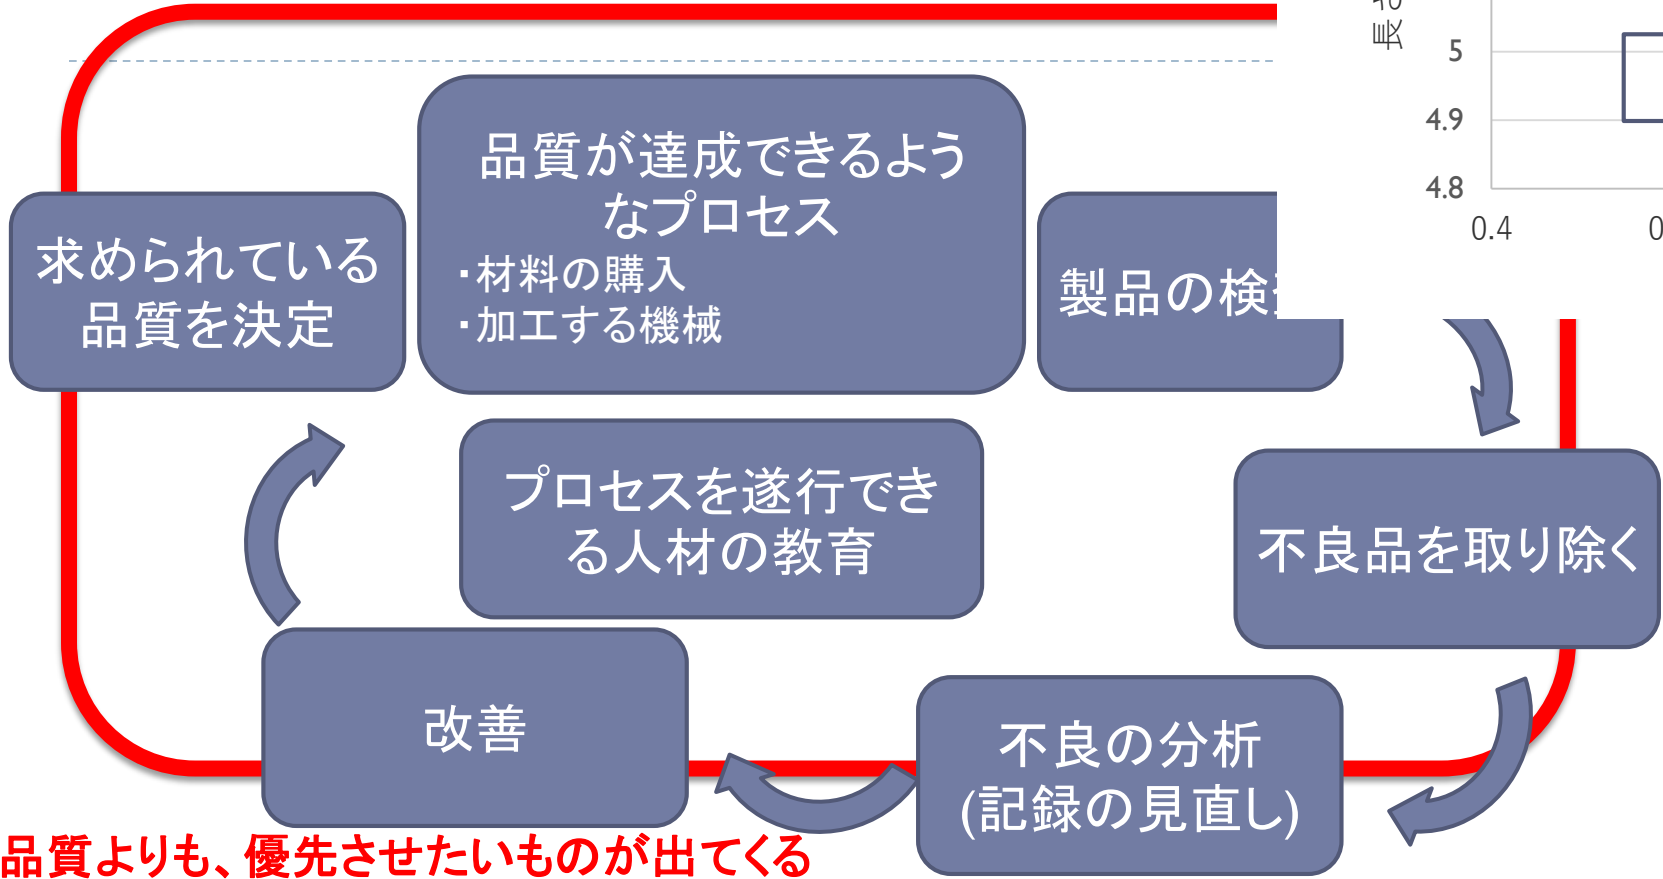 長さ
5
4.9
4.8
0.4
品質が達成できるよう
なプロセス
・材料の購入
・加工する機械
求められている
品質を決定
製品の検
プロセスを遂行でき
る人材の教育
不良品を取り除く
改善
不良の分析
(記録の見直し)
品質よりも、優先させたいものが出てくる